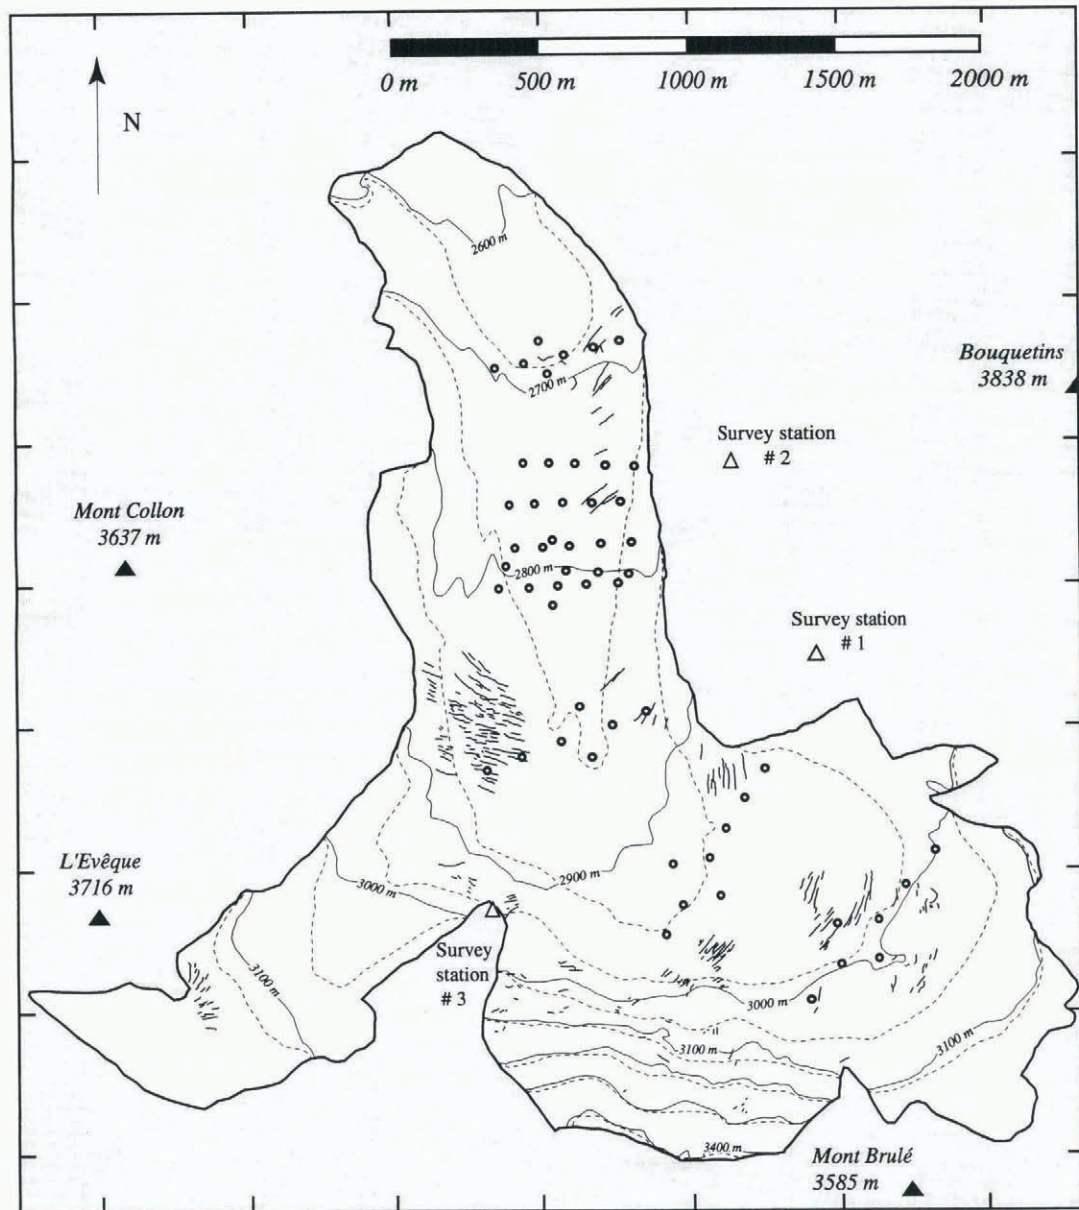 0 m 500 m 1000 m 1500 m 2000 m
N
2600 m
Bouquetins
3838 m
2700 m
Survey station
# 2
Mont Collon
3637 m
2800 m
Survey station
# 1
L'Evêque
3716 m
2900 m
3000 m
Survey
station
# 3
3100 m
3000 m
3100 m
3100 m
3400 m
Mont Brulé
3585 m